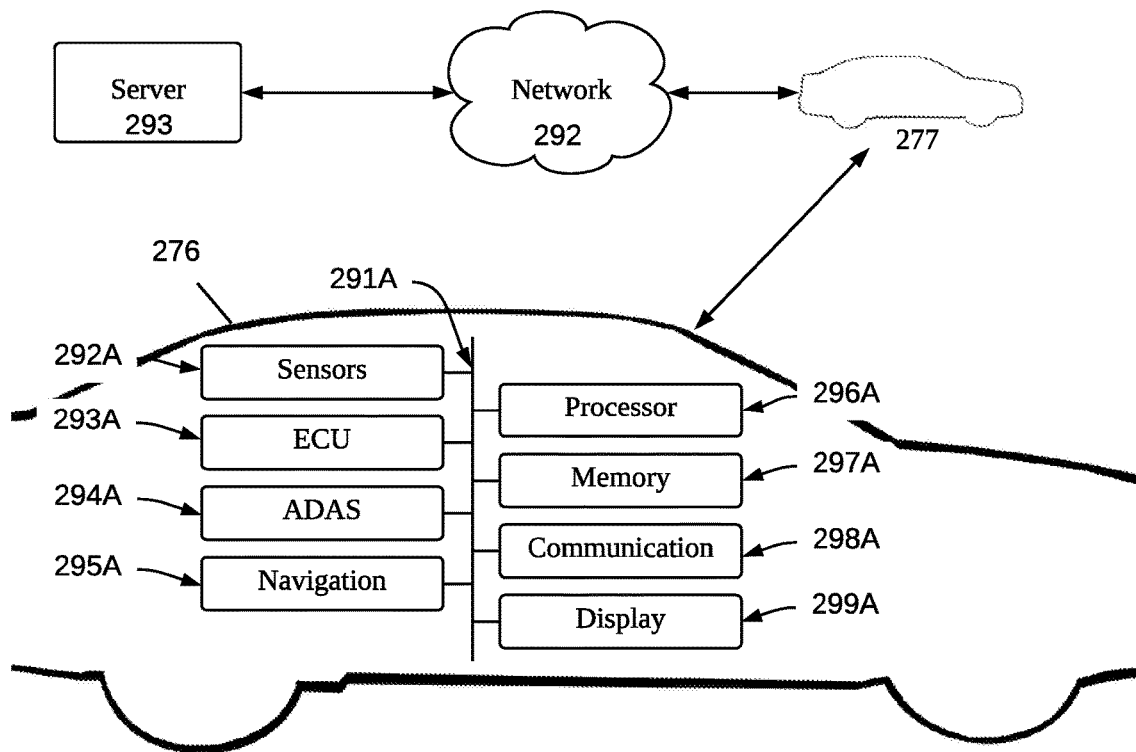 Server
293
Network
292
277
276
291A
292A
Sensors
293A
ECU
294A
ADAS
295A
Navigation
Processor
296A
Memory
297A
Communication
298A
Display
299A